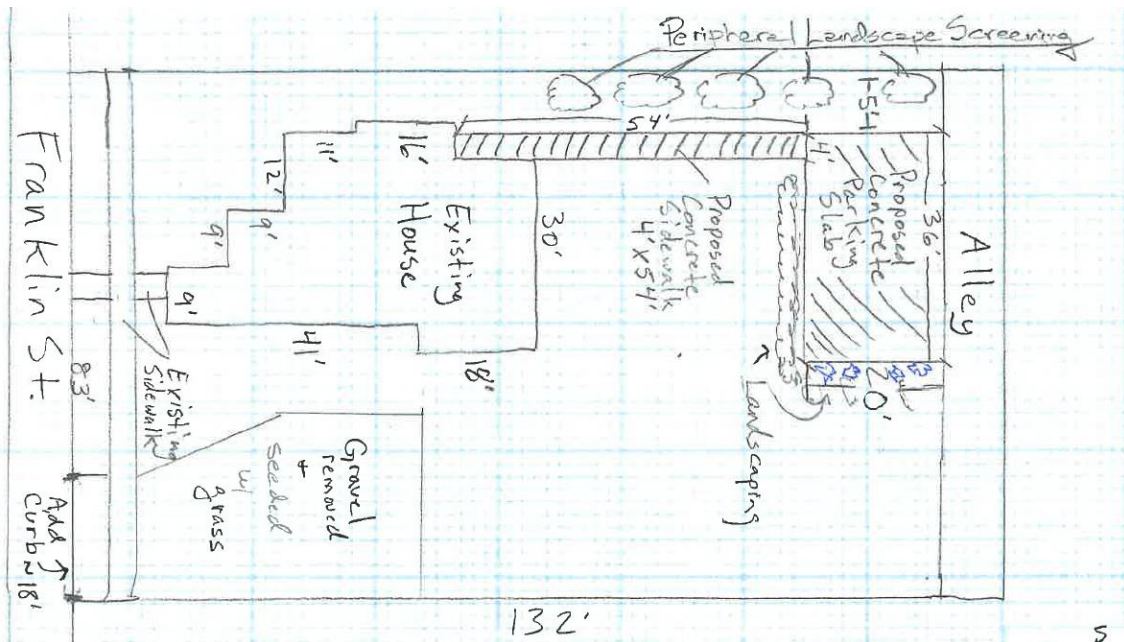 Peripheral Landscape Screening
54'
15'
16'
11'
12'
9'
9'
9'
41'
18'
30'
Existing
House
Proposed
Concrete
Sidewalk
4' x 54'
4'
Proposed
Concrete
Parking
Slab
36'
20'
5'
Alley
Landscaping
Franklin St.
83'
Existing
Sidewalk
Gravel
removed
+
seeded
w/
grass
Add
Curb ~ 18'
132'
S